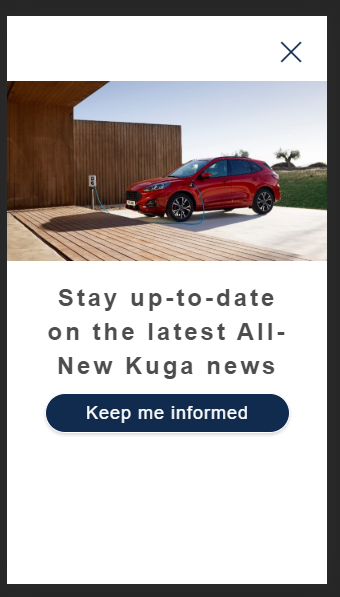 Stay up-to-date
on the latest All-
New Kuga news
Keep me informed